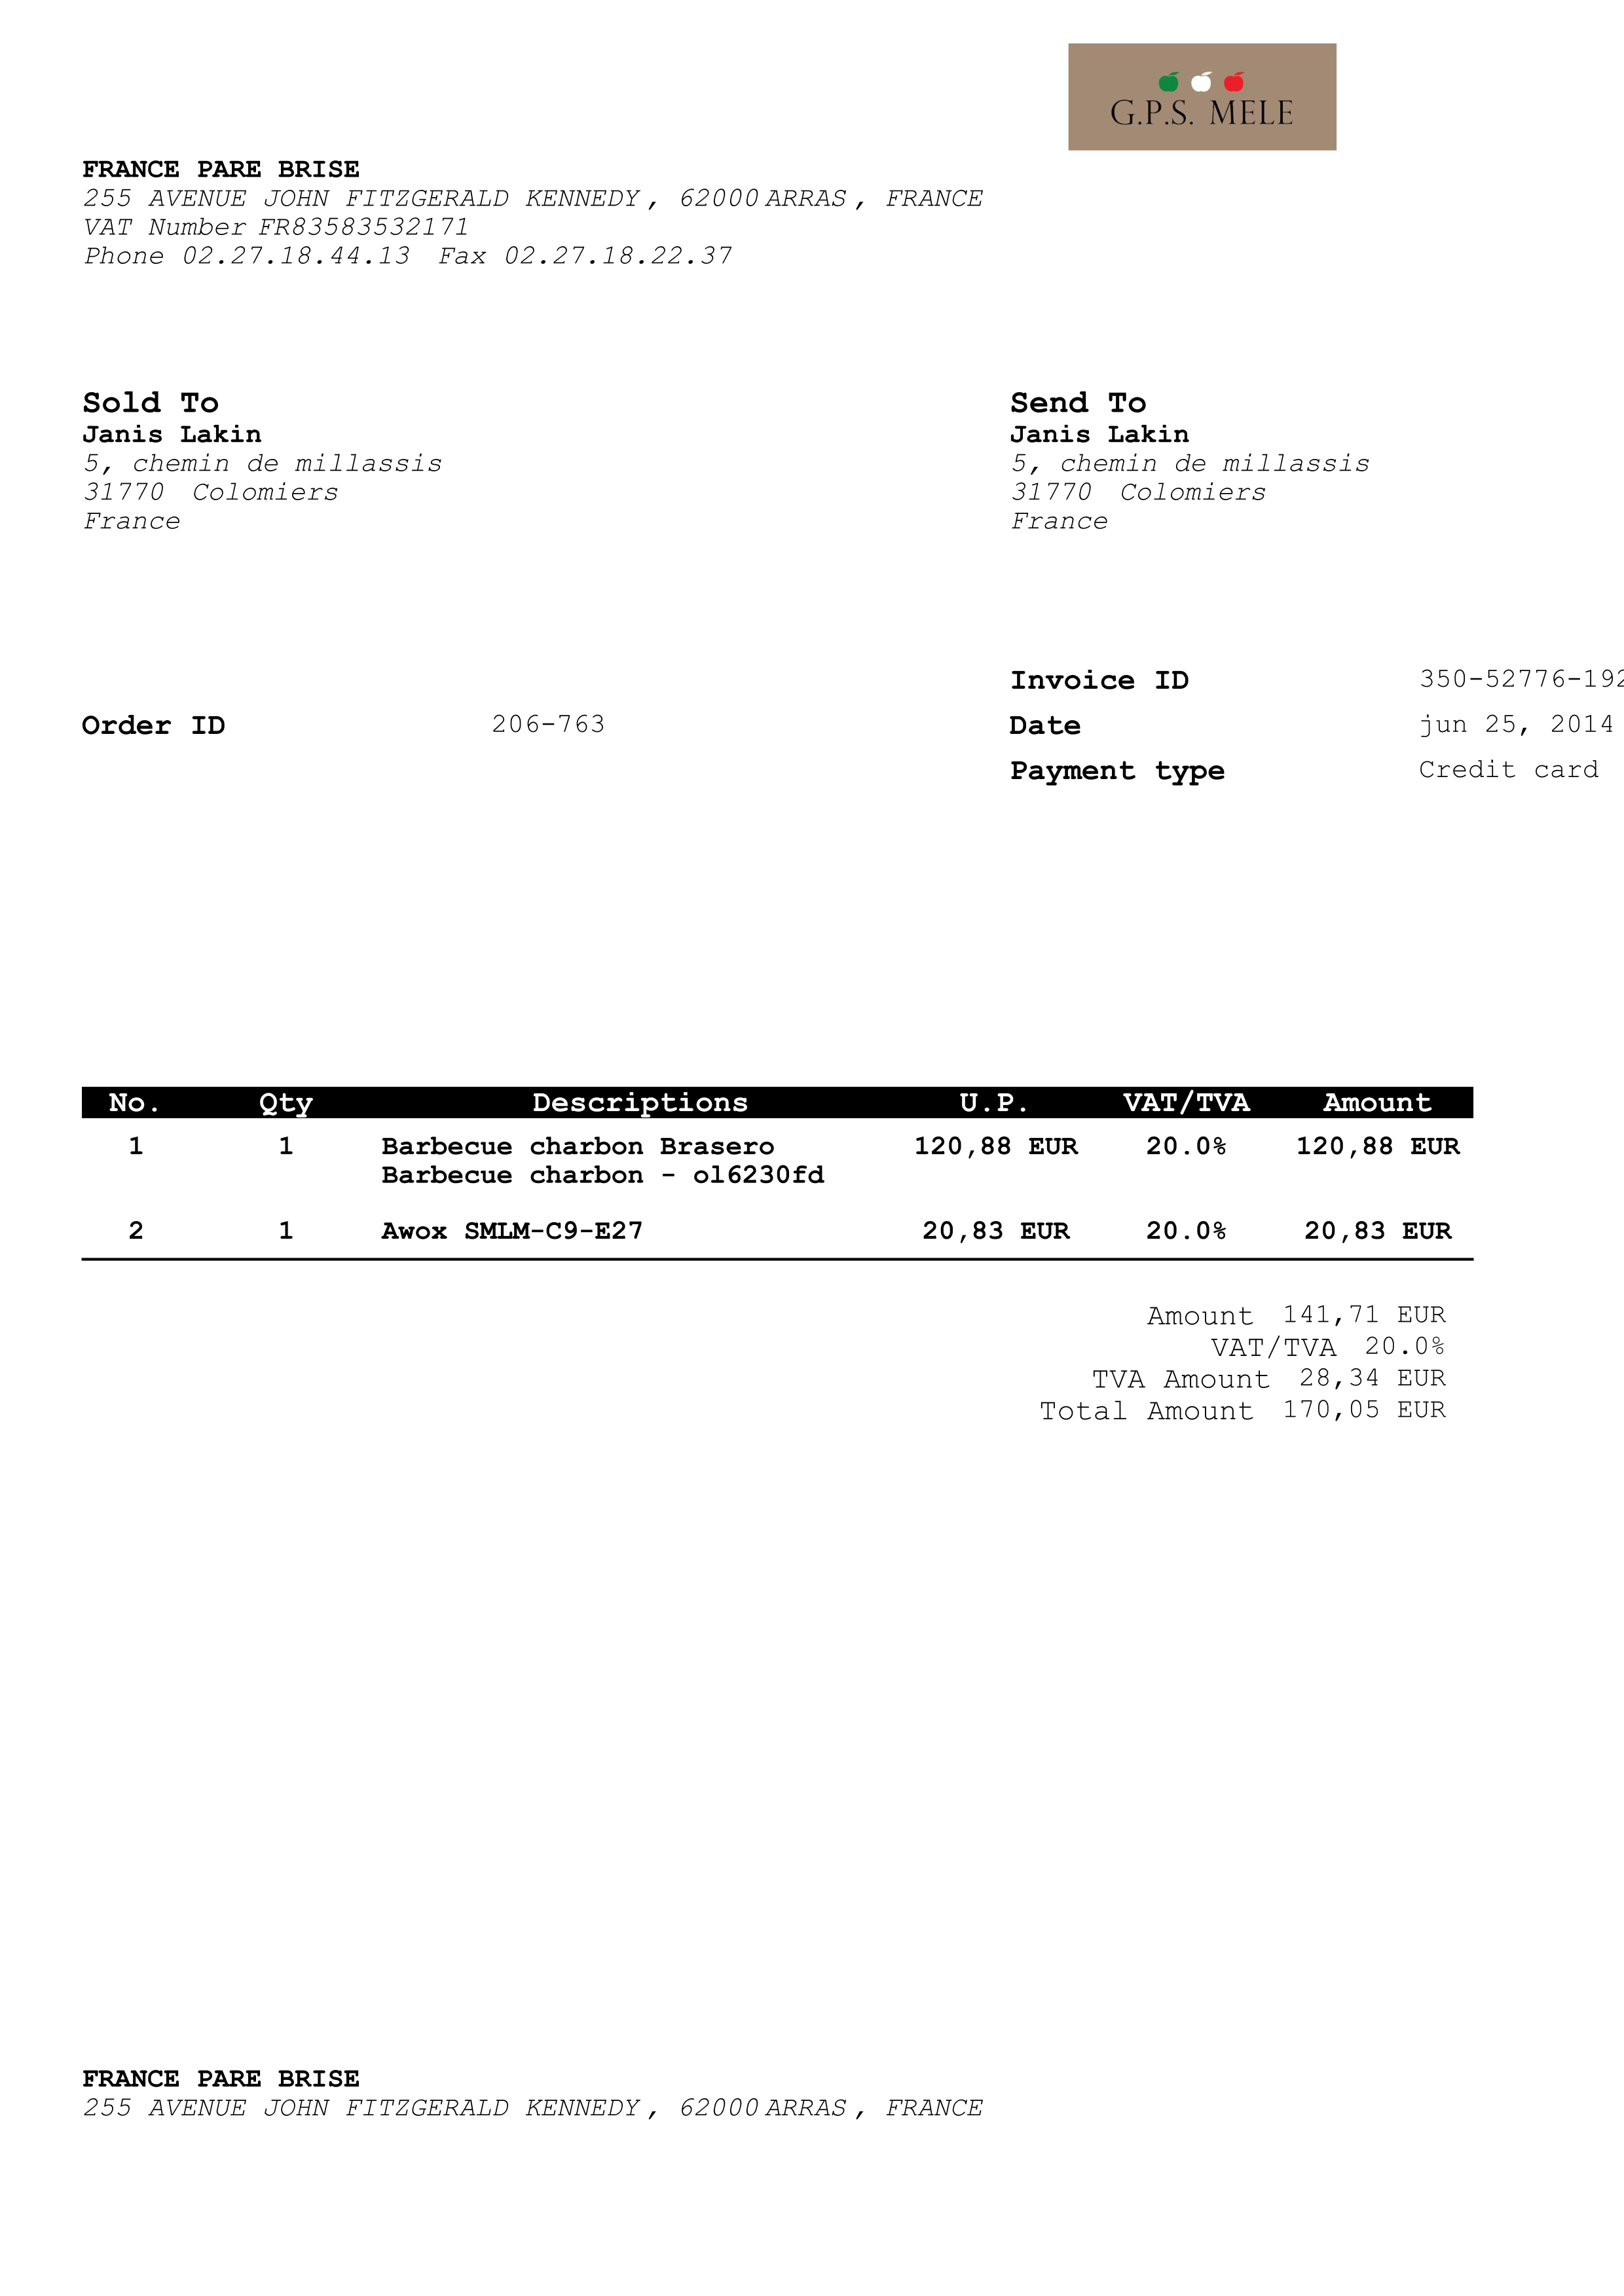 G.P.S. MELE
FRANCE PARE BRISE
255 AVENUE JOHN FITZGERALD KENNEDY, 62000 ARRAS, FRANCE
VAT Number FR83583532171
Phone 02.27.18.44.13 Fax 02.27.18.22.37
Sold To
Janis Lakin
5, chemin de millassis
31770 Colomiers
France
Send To
Janis Lakin
5, chemin de millassis
31770 Colomiers
France
Invoice ID 350-52776-192
Order ID 206-763
Date jun 25, 2014
Payment type Credit card
No. Qty Descriptions U.P. VAT/TVA Amount
1 1 Barbecue charbon Brasero 120,88 EUR 20.0% 120,88 EUR
Barbecue charbon - ol6230fd
2 1 Awox SMLM-C9-E27 20,83 EUR 20.0% 20,83 EUR
Amount 141,71 EUR
VAT/TVA 20.0%
TVA Amount 28,34 EUR
Total Amount 170,05 EUR
FRANCE PARE BRISE
255 AVENUE JOHN FITZGERALD KENNEDY, 62000 ARRAS, FRANCE